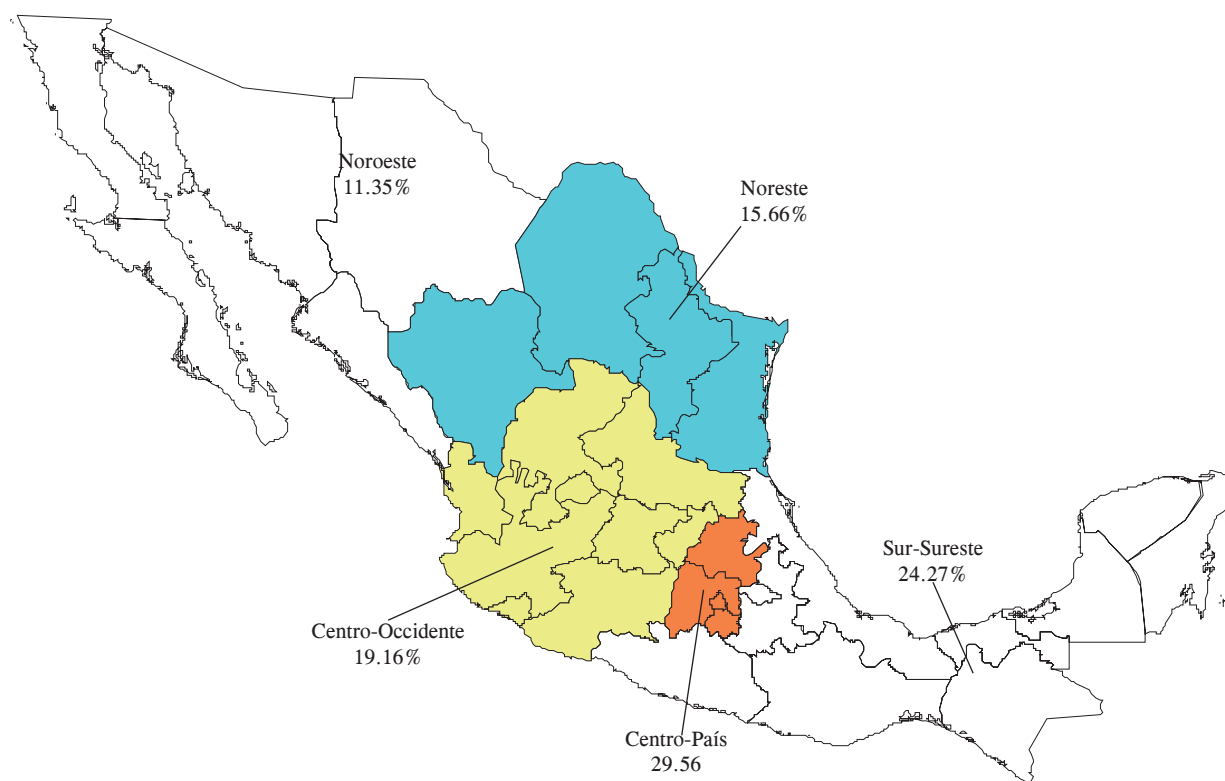 Noroeste
11.35%
Noreste
15.66%
Sur-Sureste
24.27%
Centro-Occidente
19.16%
Centro-País
29.56